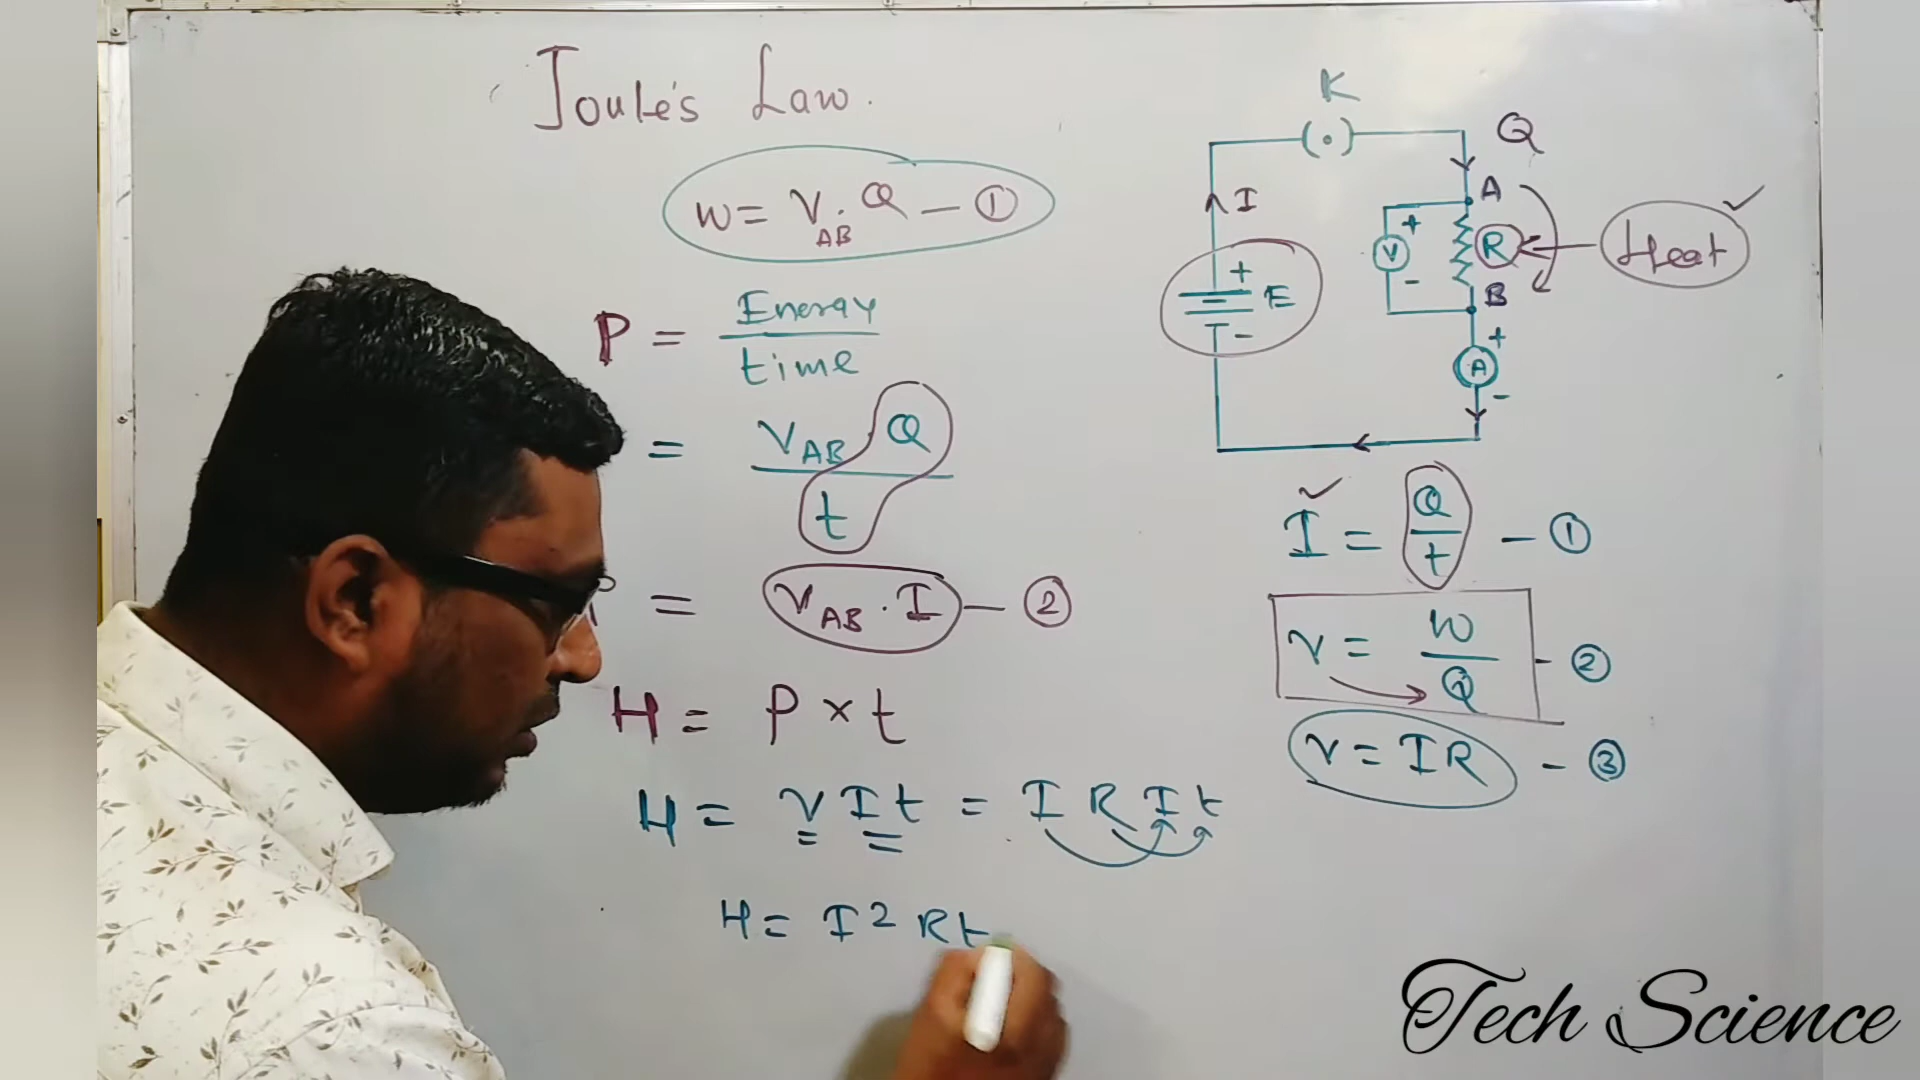 Joule's Law.
W = V_AB . Q — ①
P = Energy / time
= V_AB . Q / t
= V_AB . I — ②
H = P × t
H = V I t = I R I t
H = I² R t
K
Q
I
A
+
V
-
R
Heat
B
+
E
-
+
A
-
I = Q / t — ①
V = W / Q - ②
V = IR - ③
Tech Science